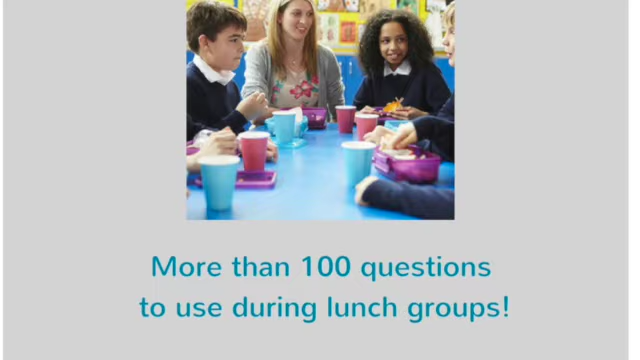 More than 100 questions
to use during lunch groups!